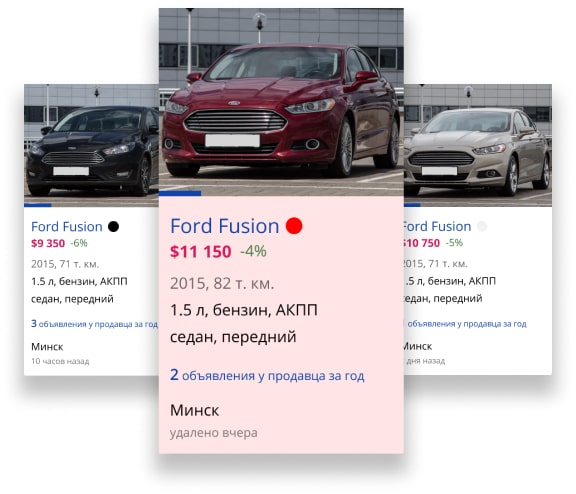 Ford Fusion
$9 350 -6%
2015, 71 т. км.
1.5 л, бензин, АКПП
седан, передний
3 объявления у продавца за год
Минск
10 часов назад
Ford Fusion
$11 150 -4%
2015, 82 т. км.
1.5 л, бензин, АКПП
седан, передний
2 объявления у продавца за год
Минск
удалено вчера
Ford Fusion
$10 750 -5%
2015, 71 т. км.
.5 л, бензин, АКПП
седан, передний
объявления у продавца за год
Минск
дня назад